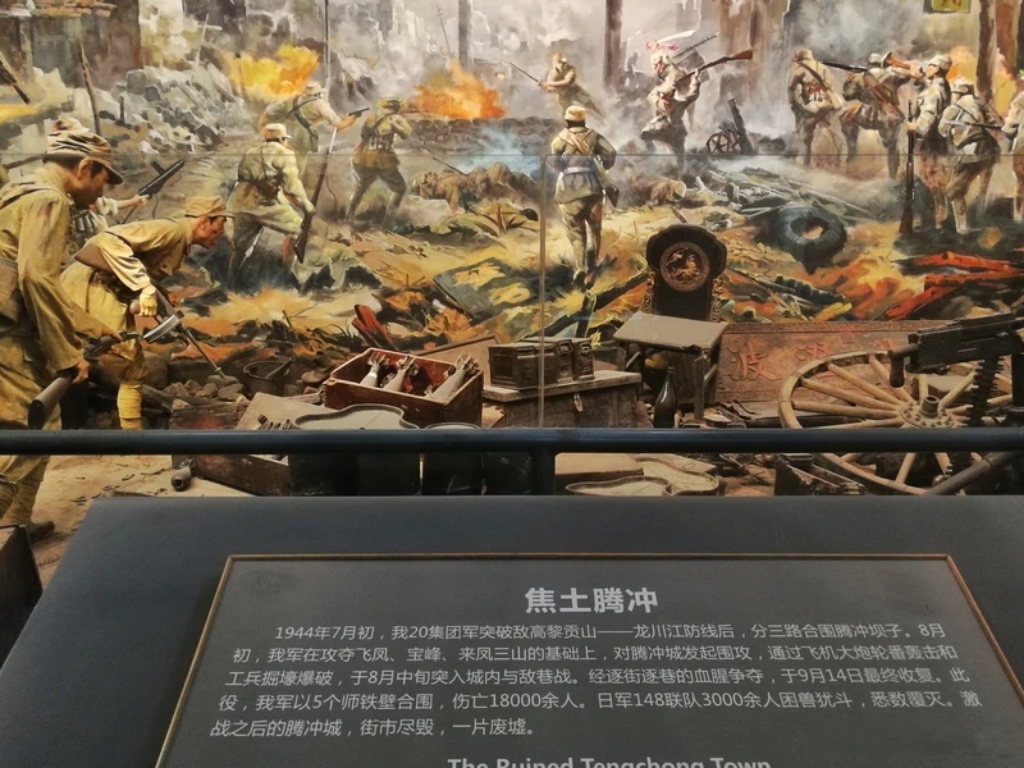 焦土腾冲
1944年7月初，我20集团军突破敌高黎贡山——龙川江防线后，分三路合围腾冲坝子。8月
初，我军在攻夺飞凤、宝峰、来凤三山的基础上，对腾冲城发起围攻，通过飞机大炮轮番轰击和
工兵掘壕爆破，于8月中旬突入城内与敌巷战。经逐街逐巷的血腥争夺，于9月14日最终收复。此
役，我军以5个师铁壁合围，伤亡18000余人。日军148联队3000余人困兽犹斗，悉数覆灭。激
战之后的腾冲城，街市尽毁，一片废墟。
The Ruined Tengchong Town